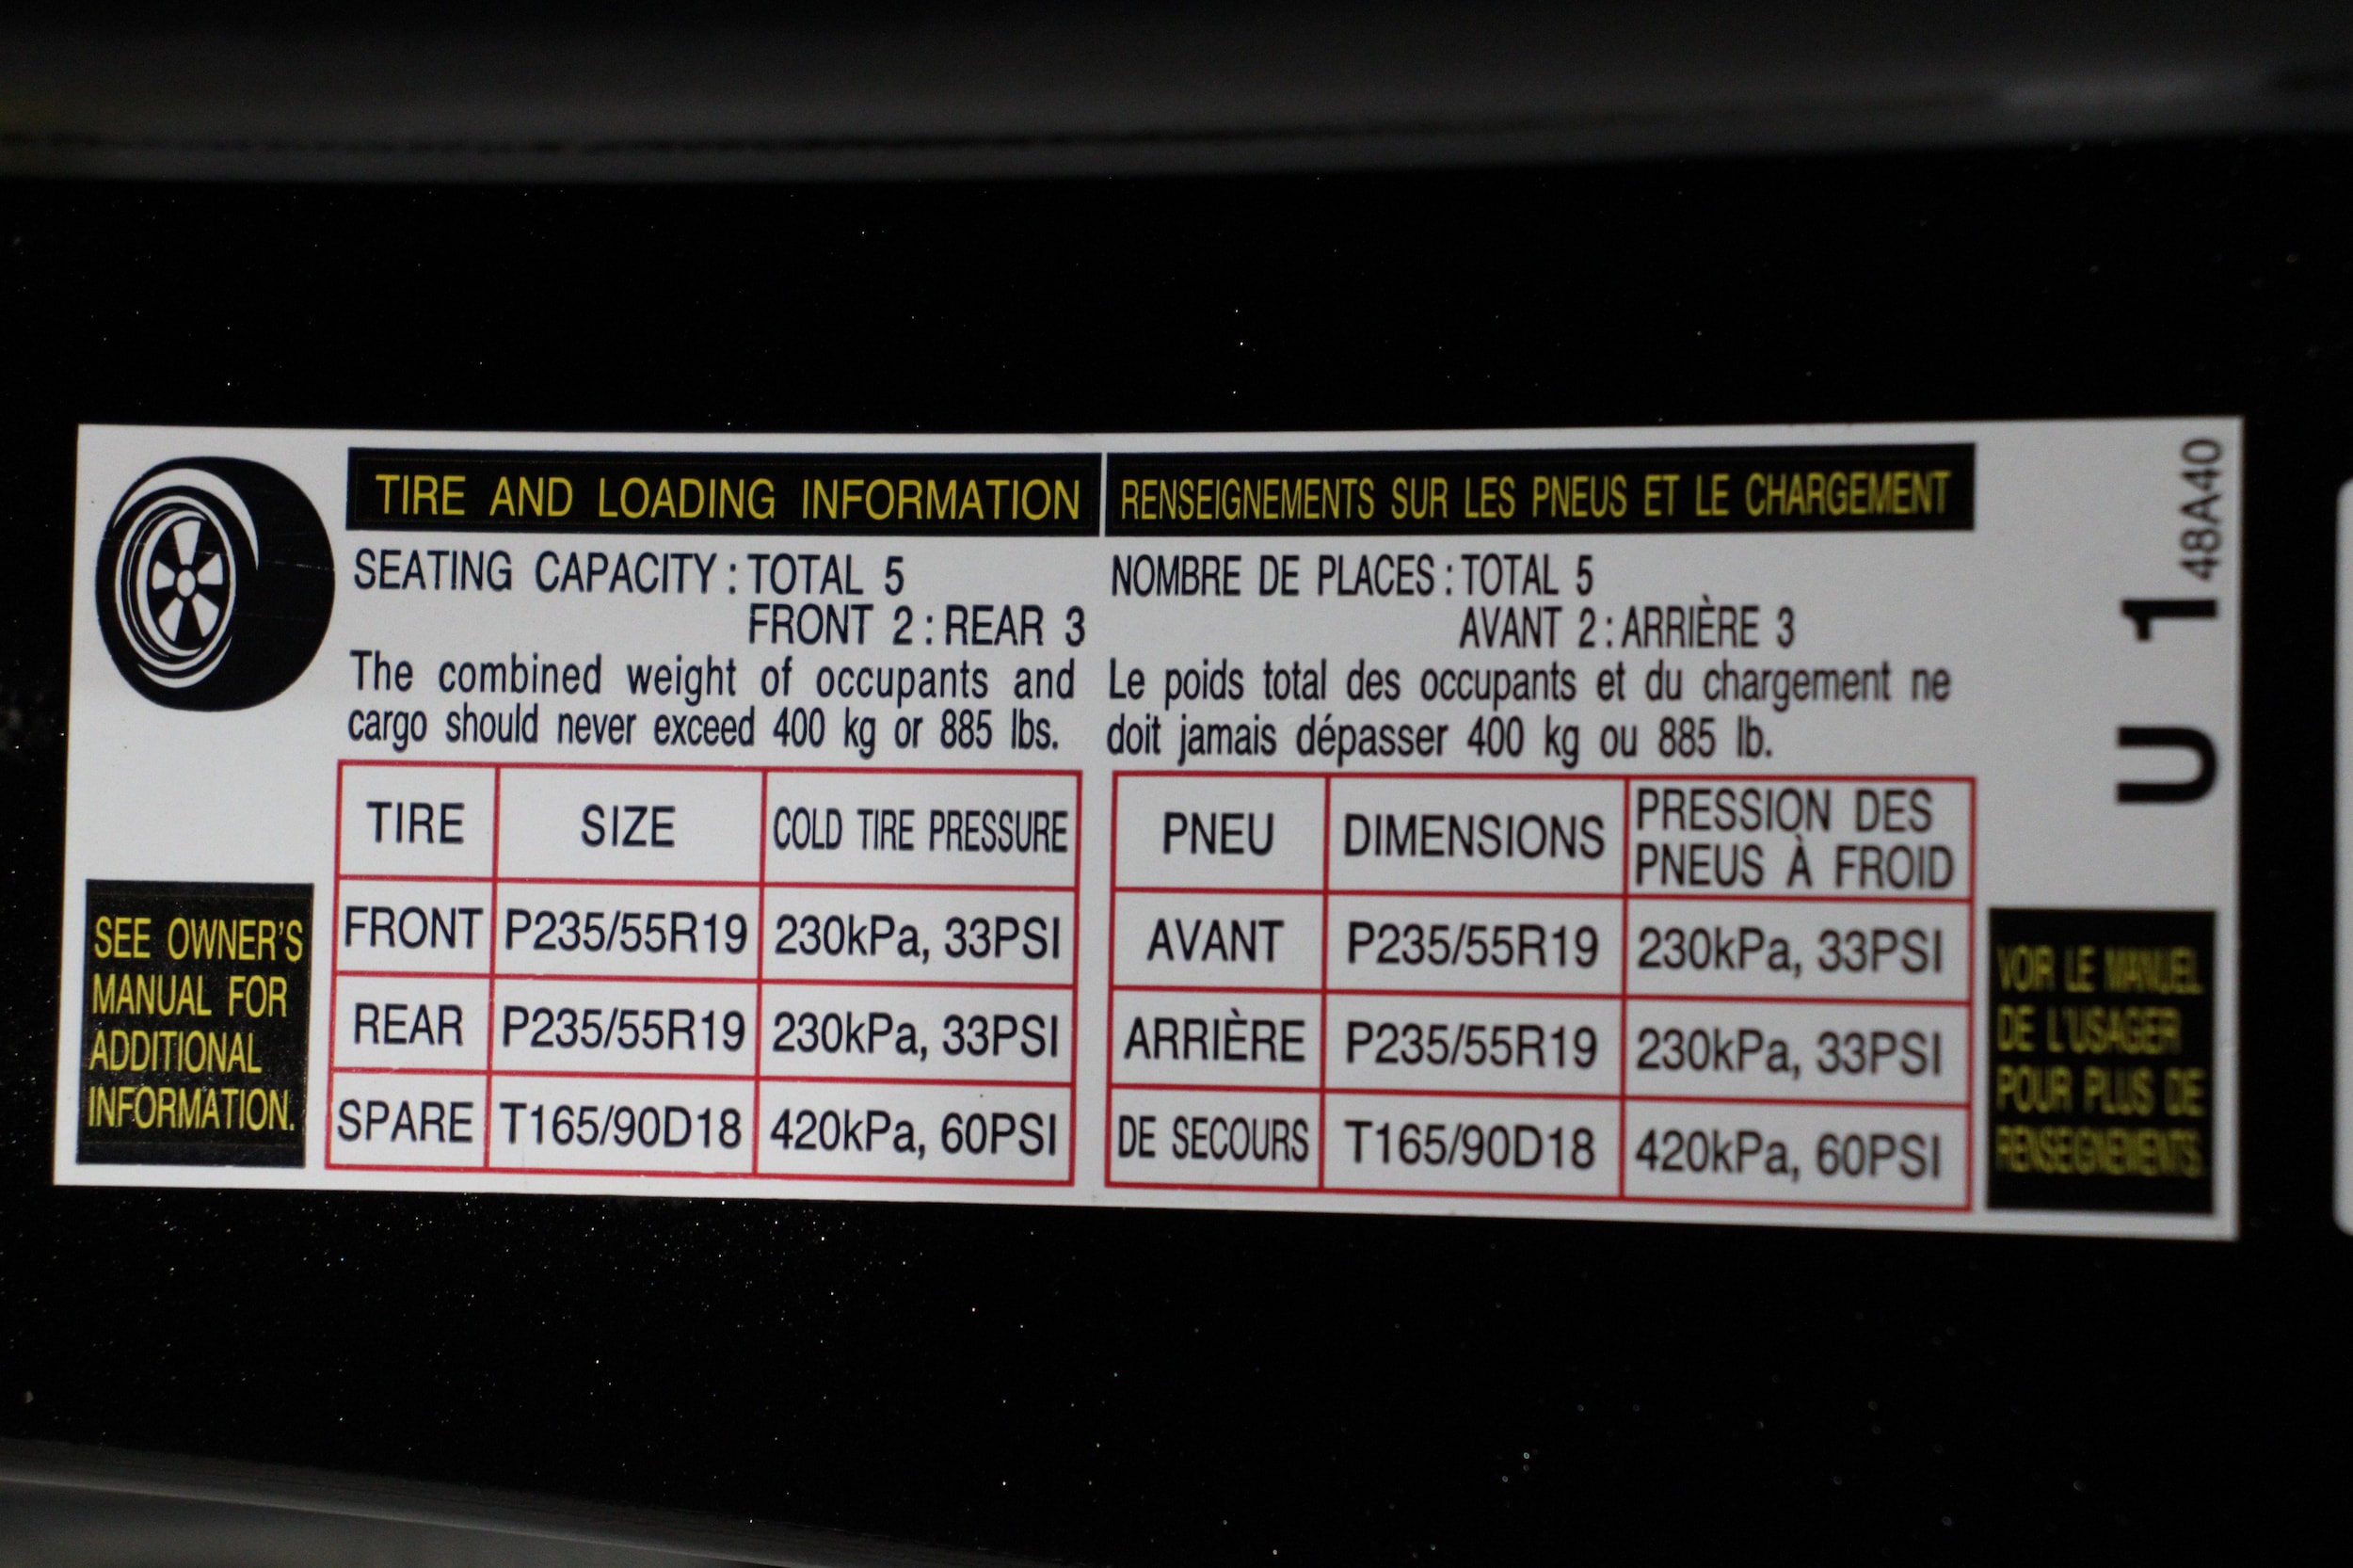 TIRE AND LOADING INFORMATION
SEATING CAPACITY : TOTAL 5
FRONT 2 : REAR 3
The combined weight of occupants and
cargo should never exceed 400 kg or 885 lbs.
TIRE SIZE COLD TIRE PRESSURE
FRONT P235/55R19 230kPa, 33PSI
REAR P235/55R19 230kPa, 33PSI
SPARE T165/90D18 420kPa, 60PSI
SEE OWNER'S
MANUAL FOR
ADDITIONAL
INFORMATION.
RENSEIGNEMENTS SUR LES PNEUS ET LE CHARGEMENT
NOMBRE DE PLACES : TOTAL 5
AVANT 2 : ARRIÈRE 3
Le poids total des occupants et du chargement ne
doit jamais dépasser 400 kg ou 885 lb.
PNEU DIMENSIONS PRESSION DES
PNEUS À FROID
AVANT P235/55R19 230kPa, 33PSI
ARRIÈRE P235/55R19 230kPa, 33PSI
DE SECOURS T165/90D18 420kPa, 60PSI
VOIR LE MANUEL
DE L'USAGER
POUR PLUS DE
RENSEIGNEMENTS
U 1 48A40